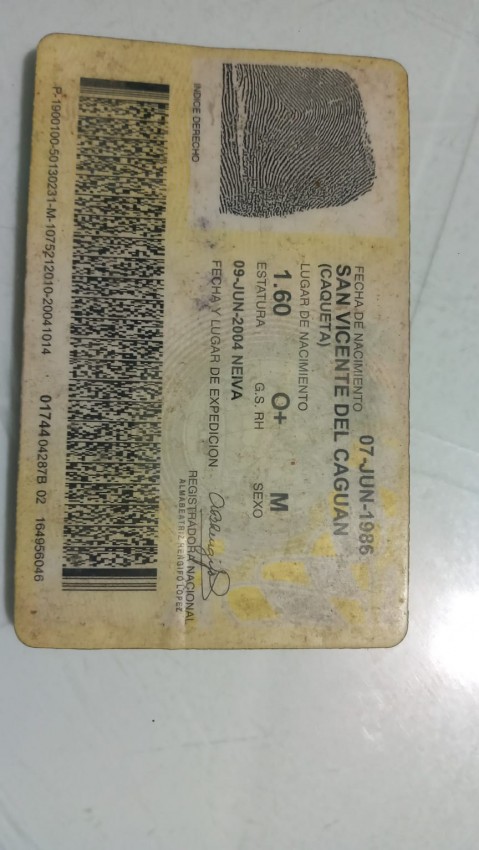 FECHA DE NACIMIENTO 07-JUN-1986
SAN VICENTE DEL CAGUAN
(CAQUETA)
LUGAR DE NACIMIENTO
1.60 O+ M
ESTATURA G.S. RH SEXO
09-JUN-2004 NEIVA
FECHA Y LUGAR DE EXPEDICION
REGISTRADORA NACIONAL
ALMABEATRIZ RENGIFO LOPEZ
INDICE DERECHO
P-1900100-50130231-M-1075212010-20041014 0174404287B 02 164956046